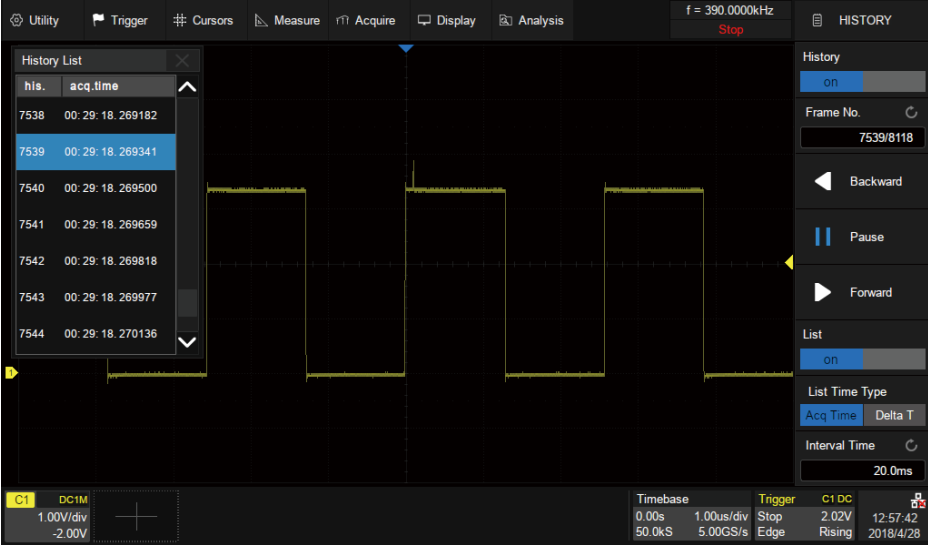 Utility Trigger Cursors Measure Acquire Display Analysis
f = 390.0000kHz
Stop
HISTORY
History List
his. acq.time
7538 00: 29: 18. 269182
7539 00: 29: 18. 269341
7540 00: 29: 18. 269500
7541 00: 29: 18. 269659
7542 00: 29: 18. 269818
7543 00: 29: 18. 269977
7544 00: 29: 18. 270136
History
on
Frame No.
7539/8118
Backward
Pause
Forward
List
on
List Time Type
Acq Time Delta T
Interval Time
20.0ms
1
C1 DC1M
1.00V/div
-2.00V
Timebase
0.00s 1.00us/div
50.0kS 5.00GS/s
Trigger C1 DC
Stop 2.02V
Edge Rising
12:57:42
2018/4/28